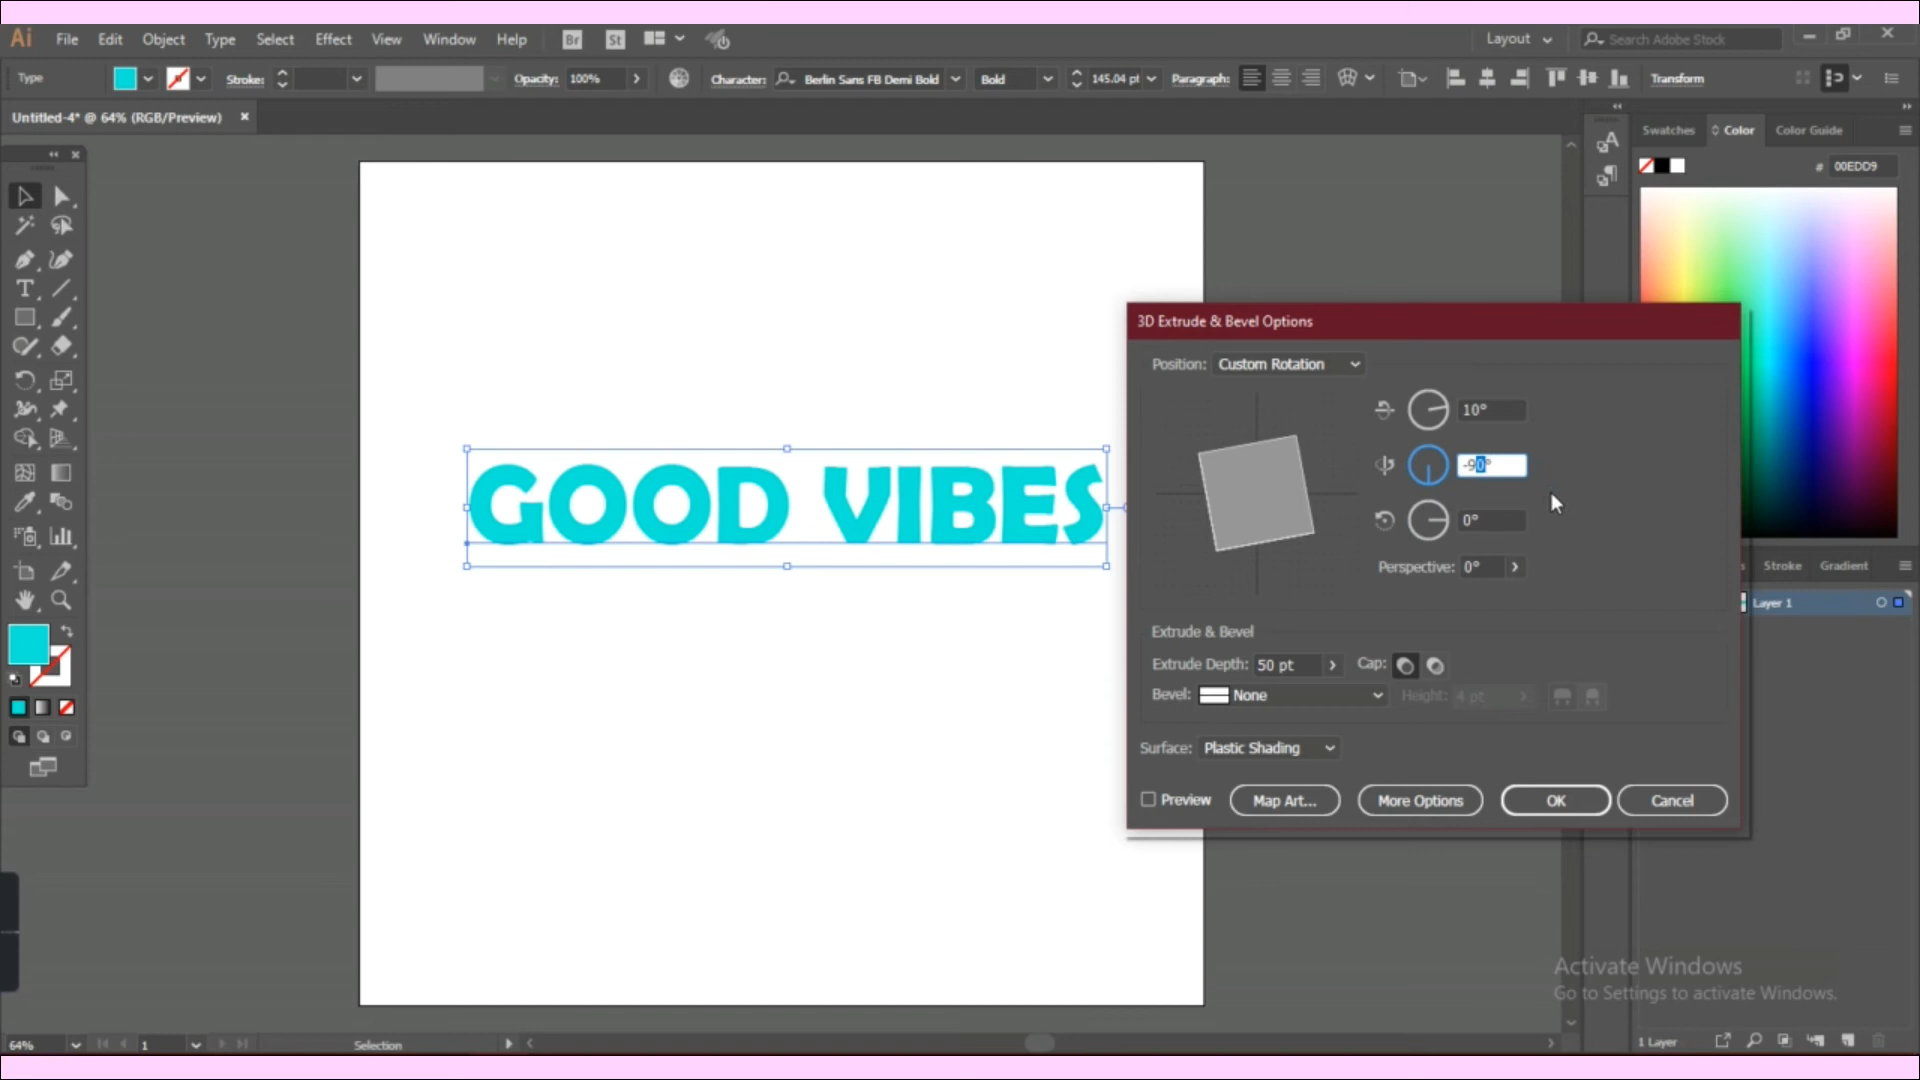 Ai File Edit Object Type Select Effect View Window Help Br St Layout Search Adobe Stock
Type Stroke: Opacity: 100% Character: Berlin Sans FB Demi Bold Bold 145.04 pt Paragraph: Transform
Untitled-4* @ 64% (RGB/Preview)
Swatches Color Color Guide
# 00EDD9
GOOD VIBES
3D Extrude & Bevel Options
Position: Custom Rotation
10°
-90°
0°
Perspective: 0°
Extrude & Bevel
Extrude Depth: 50 pt Cap:
Bevel: None Height: 4 pt
Surface: Plastic Shading
Preview Map Art... More Options OK Cancel
Stroke Gradient
Layer 1
Activate Windows
Go to Settings to activate Windows.
64% 1 Selection 1 Layer